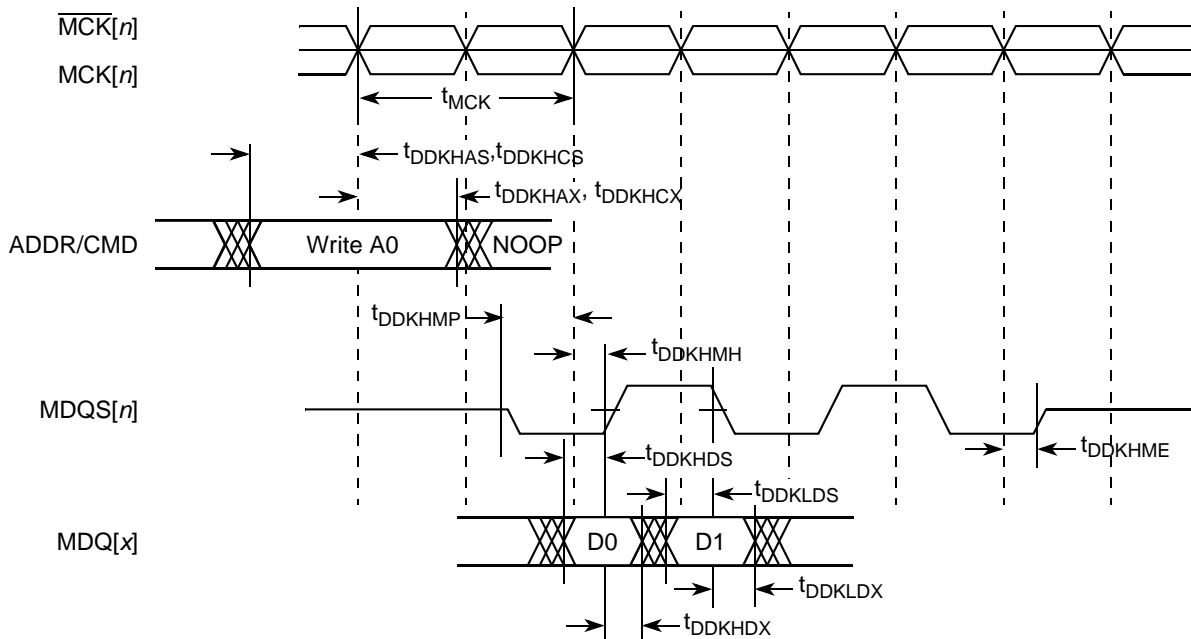 M̅C̅K̅[n]
MCK[n]
tMCK
tDDKHAS,tDDKHCS
tDDKHAX, tDDKHCX
ADDR/CMD
Write A0
NOOP
tDDKHMP
tDDKHMH
MDQS[n]
tDDKHDS
tDDKHME
tDDKLDS
MDQ[x]
D0
D1
tDDKLDX
tDDKHDX